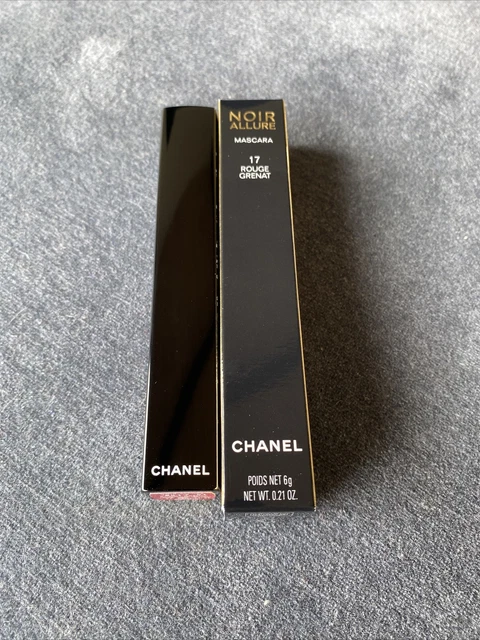 CHANEL
NOIR
ALLURE
MASCARA
17
ROUGE
GRENAT
CHANEL
POIDS NET 6g
NET WT. 0.21 OZ.